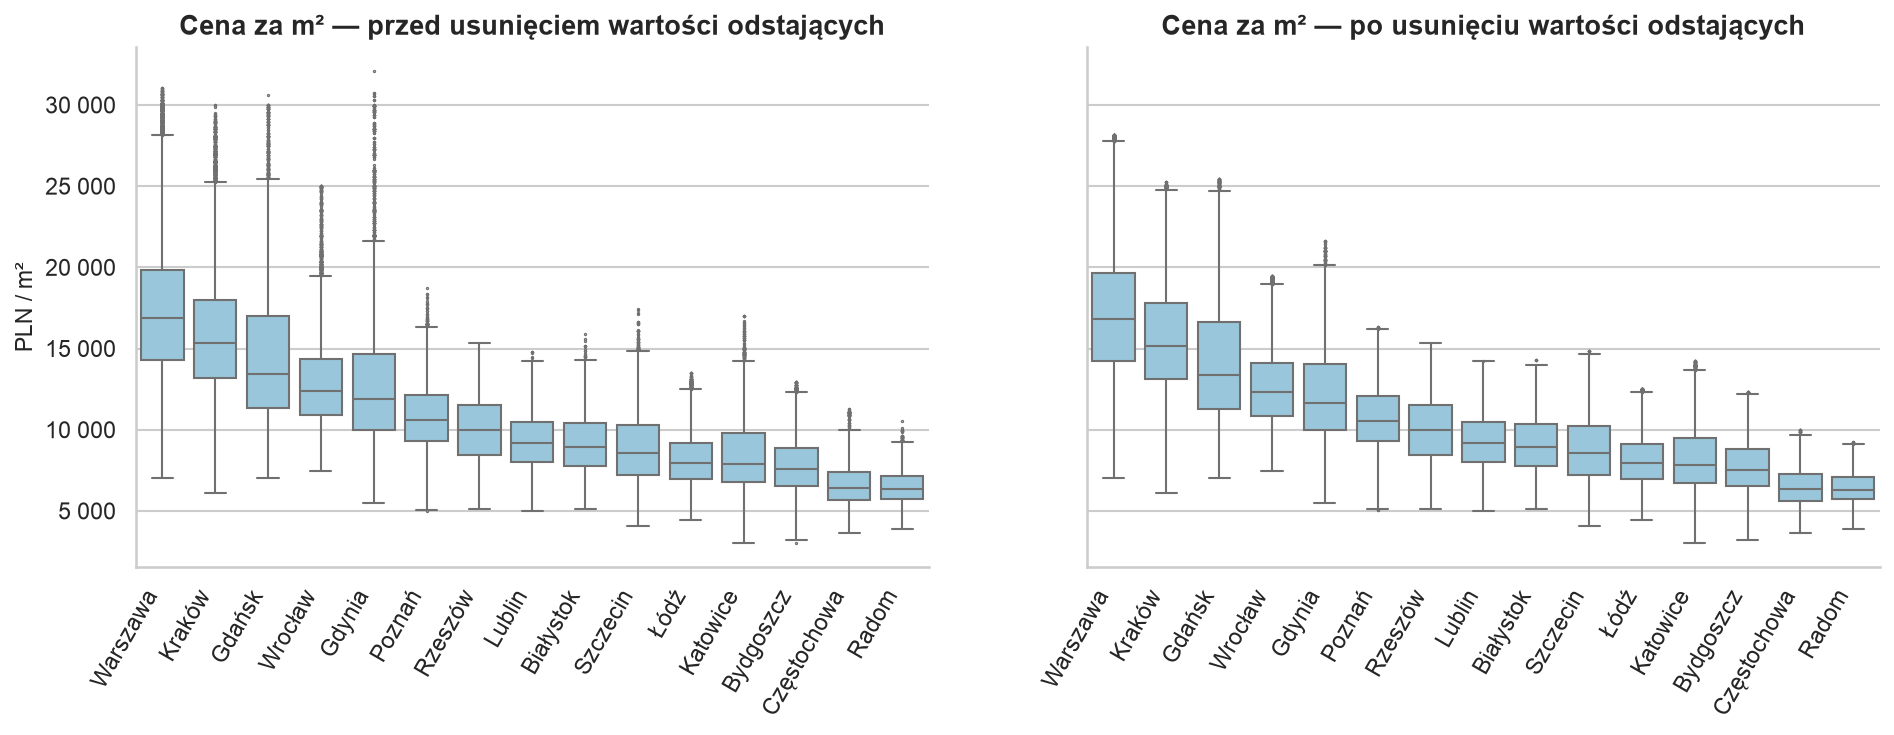 Cena za m² — przed usunięciem wartości odstających
Cena za m² — po usunięciu wartości odstających
PLN / m²
30 000
25 000
20 000
15 000
10 000
5 000
Warszawa
Kraków
Gdańsk
Wrocław
Gdynia
Poznań
Rzeszów
Lublin
Białystok
Szczecin
Łódź
Katowice
Bydgoszcz
Częstochowa
Radom
Warszawa
Kraków
Gdańsk
Wrocław
Gdynia
Poznań
Rzeszów
Lublin
Białystok
Szczecin
Łódź
Katowice
Bydgoszcz
Częstochowa
Radom